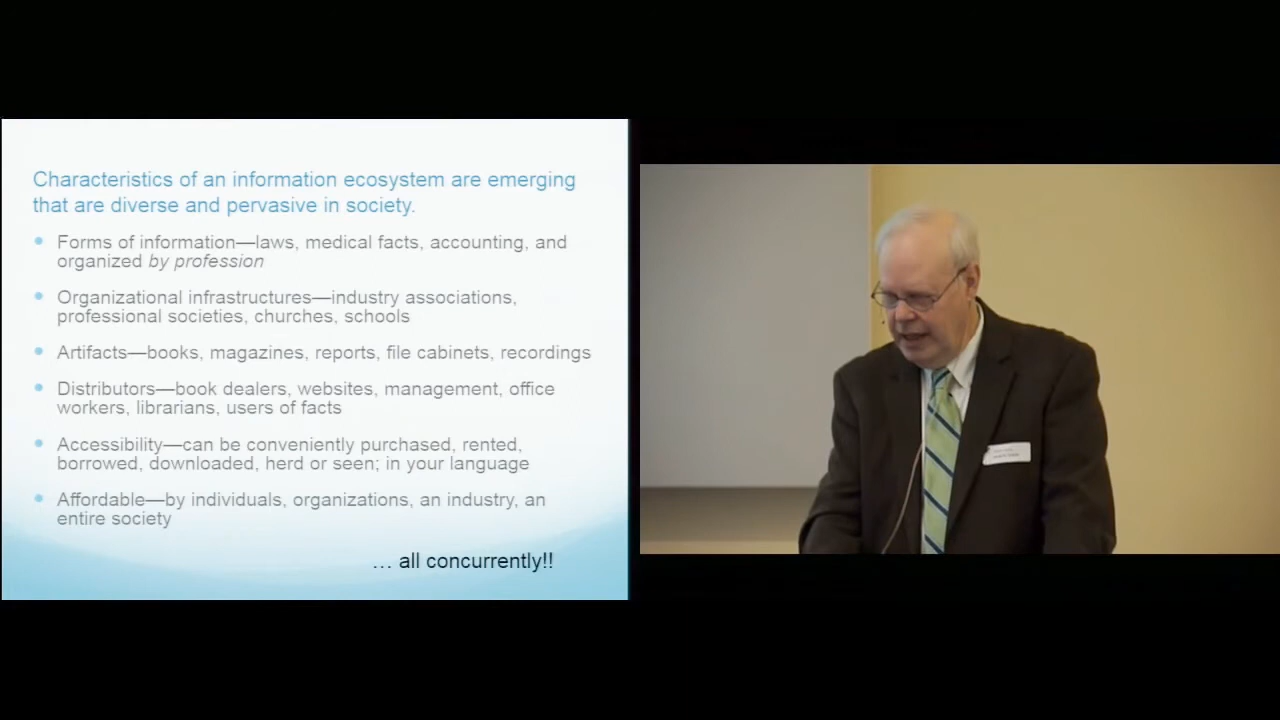 Characteristics of an information ecosystem are emerging
that are diverse and pervasive in society.
• Forms of information—laws, medical facts, accounting, and
organized by profession
• Organizational infrastructures—industry associations,
professional societies, churches, schools
• Artifacts—books, magazines, reports, file cabinets, recordings
• Distributors—book dealers, websites, management, office
workers, librarians, users of facts
• Accessibility—can be conveniently purchased, rented,
borrowed, downloaded, herd or seen; in your language
• Affordable—by individuals, organizations, an industry, an
entire society
… all concurrently!!